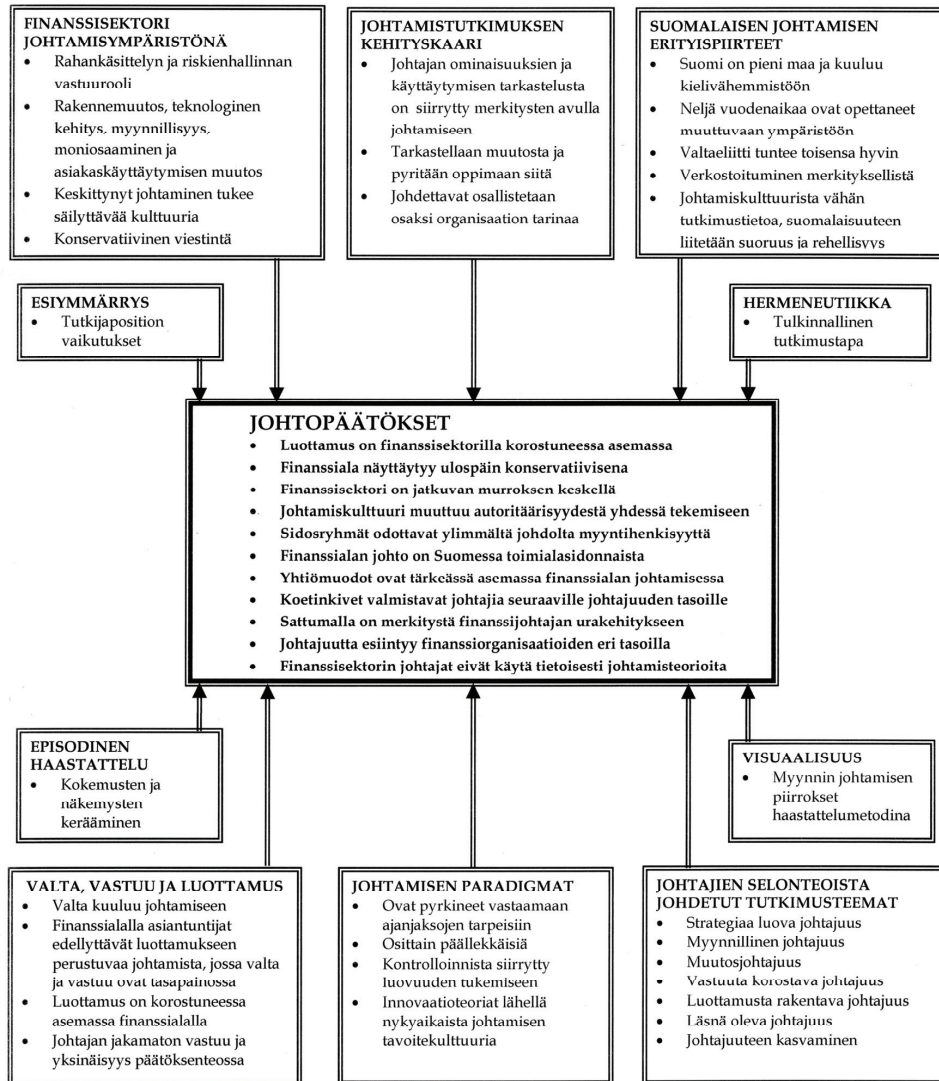 FINANSSISEKTORI
JOHTAMISYMPÄRISTÖNÄ
• Rahankäsittelyn ja riskienhallinnan
vastuurooli
• Rakennemuutos, teknologinen
kehitys, myynnillisyys,
moniosaaminen ja
asiakaskäyttäytymisen muutos
• Keskittynyt johtaminen tukee
säilyttävää kulttuuria
• Konservatiivinen viestintä
JOHTAMISTUTKIMUKSEN
KEHITYSKAARI
• Johtajan ominaisuuksien ja
käyttäytymisen tarkastelusta
on siirrytty merkitysten avulla
johtamiseen
• Tarkastellaan muutosta ja
pyritään oppimaan siitä
• Johdettavat osallistetaan
osaksi organisaation tarinaa
SUOMALAISEN JOHTAMISEN
ERITYISPIIRTEET
• Suomi on pieni maa ja kuuluu
kielivähemmistöön
• Neljä vuodenaikaa ovat opettaneet
muuttuvaan ympäristöön
• Valtaeliitti tuntee toisensa hyvin
• Verkostoituminen merkityksellistä
• Johtamiskulttuurista vähän
tutkimustietoa, suomalaisuuteen
liitetään suoruus ja rehellisyys
ESIYMMÄRRYS
• Tutkijaposition
vaikutukset
HERMENEUTIIKKA
• Tulkinnallinen
tutkimustapa
JOHTOPÄÄTÖKSET
• Luottamus on finanssisektorilla korostuneessa asemassa
• Finanssiala näyttäytyy ulospäin konservatiivisena
• Finanssisektori on jatkuvan murroksen keskellä
• Johtamiskulttuuri muuttuu autoritäärisyydestä yhdessä tekemiseen
• Sidosryhmät odottavat ylimmältä johdolta myyntihenkisyyttä
• Finanssialan johto on Suomessa toimialasidonnaista
• Yhtiömuodot ovat tärkeässä asemassa finanssialan johtamisessa
• Koetinkivet valmistavat johtajia seuraaville johtajuuden tasoille
• Sattumalla on merkitystä finanssijohtajan urakehitykseen
• Johtajuutta esiintyy finanssiorganisaatioiden eri tasoilla
• Finanssisektorin johtajat eivät käytä tietoisesti johtamisteorioita
EPISODINEN
HAASTATTELU
• Kokemusten ja
näkemysten
kerääminen
VISUAALISUUS
• Myynnin johtamisen
piirrokset
haastattelumetodina
VALTA, VASTUU JA LUOTTAMUS
• Valta kuuluu johtamiseen
• Finanssialalla asiantuntijat
edellyttävät luottamukseen
perustuvaa johtamista, jossa valta
ja vastuu ovat tasapainossa
• Luottamus on korostuneessa
asemassa finanssialalla
• Johtajan jakamaton vastuu ja
yksinäisyys päätöksenteossa
JOHTAMISEN PARADIGMAT
• Ovat pyrkineet vastaamaan
ajanjaksojen tarpeisiin
• Osittain päällekkäisiä
• Kontrolloinnista siirrytty
luovuuden tukemiseen
• Innovaatioteoriat lähellä
nykyaikaista johtamisen
tavoitekulttuuria
JOHTAJIEN SELONTEOISTA
JOHDETUT TUTKIMUSTEEMAT
• Strategiaa luova johtajuus
• Myynnillinen johtajuus
• Muutosjohtajuus
• Vastuuta korostava johtajuus
• Luottamusta rakentava johtajuus
• Läsnä oleva johtajuus
• Johtajuuteen kasvaminen